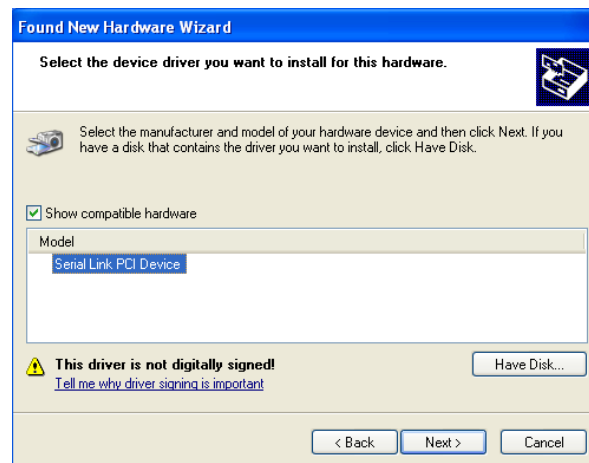 Found New Hardware Wizard
Select the device driver you want to install for this hardware.
Select the manufacturer and model of your hardware device and then click Next. If you
have a disk that contains the driver you want to install, click Have Disk.
Show compatible hardware
Model
Serial Link PCI Device
This driver is not digitally signed!
Have Disk...
Tell me why driver signing is important
< Back
Next >
Cancel